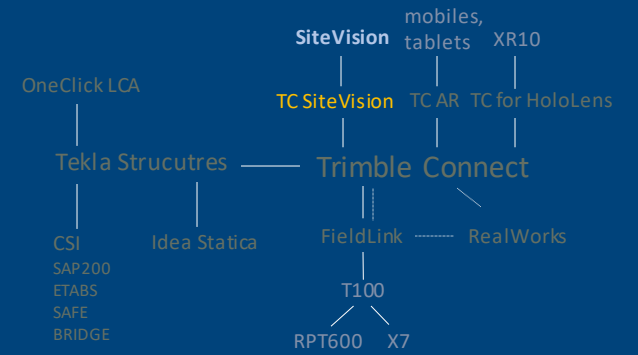 mobiles,
SiteVision tablets XR10
OneClick LCA TC SiteVision TC AR TC for HoloLens
Tekla Strucutres Trimble Connect
CSI Idea Statica FieldLink RealWorks
SAP200
ETABS T100
SAFE
BRIDGE RPT600 X7